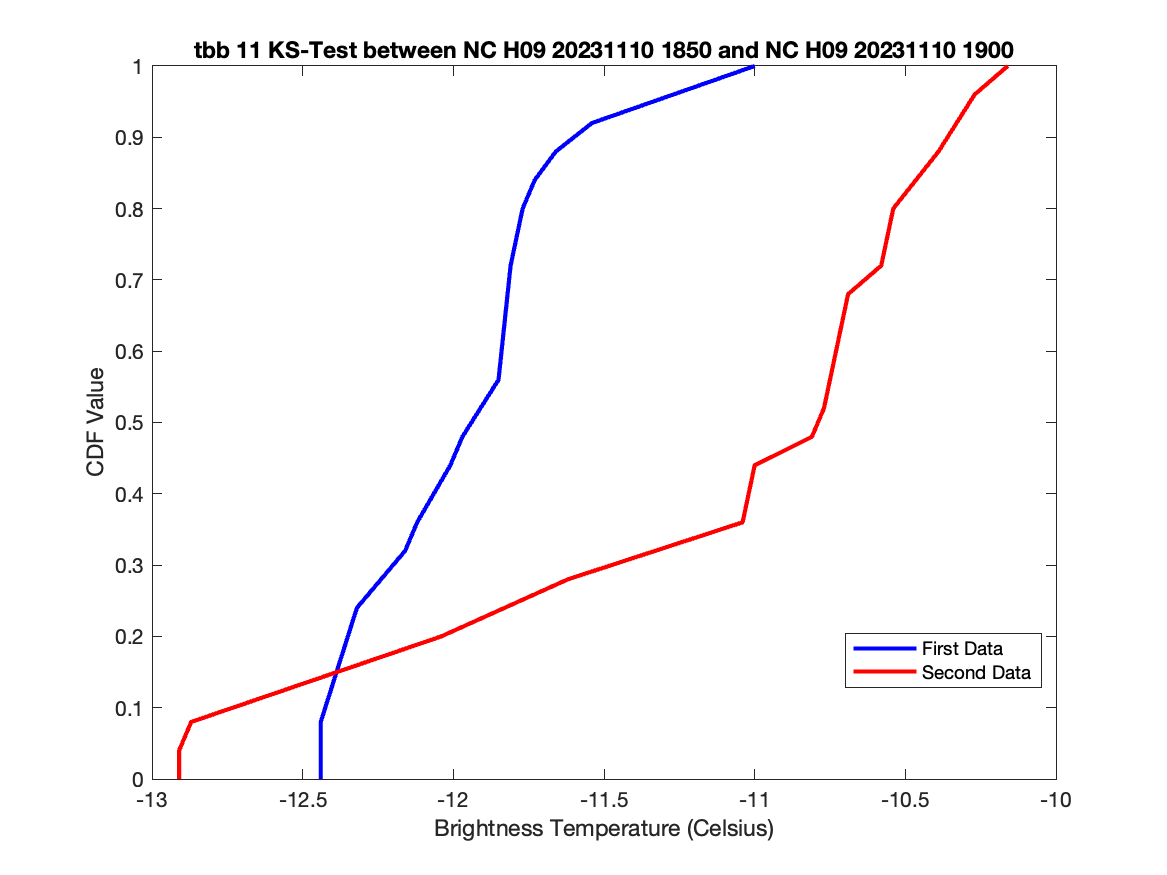 tbb 11 KS-Test between NC H09 20231110 1850 and NC H09 20231110 1900
1
0.9
0.8
0.7
0.6
0.5
0.4
0.3
0.2
0.1
0
CDF Value
First Data
Second Data
-13 -12.5 -12 -11.5 -11 -10.5 -10
Brightness Temperature (Celsius)